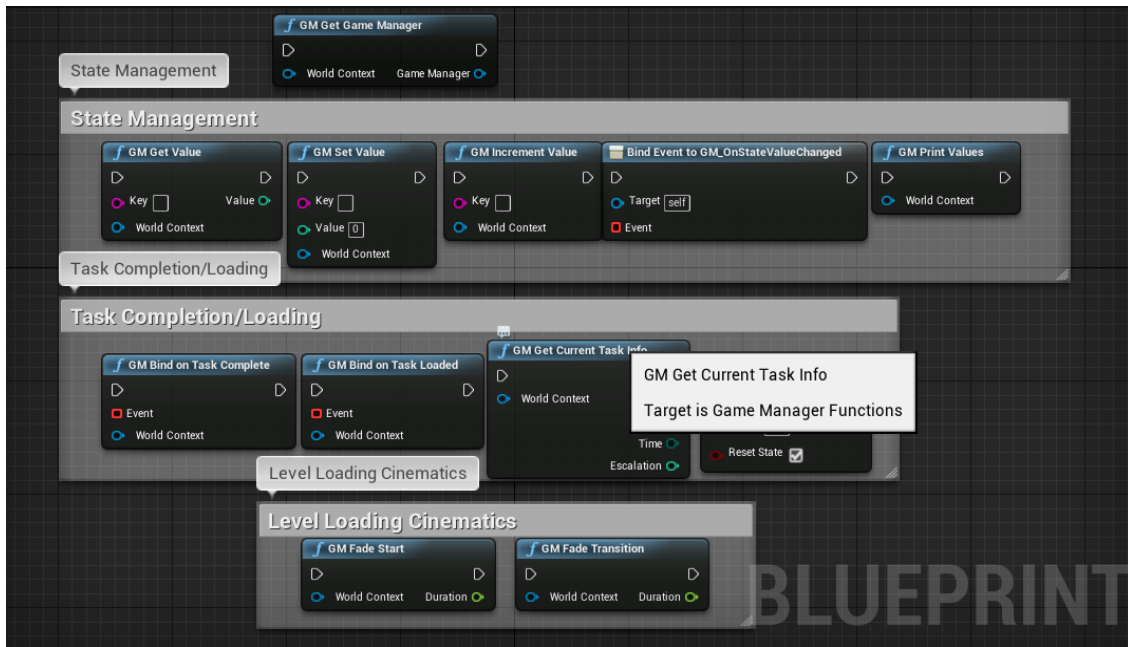 GM Get Game Manager
World Context Game Manager
State Management
State Management
GM Get Value
Key Value
World Context
GM Set Value
Key
Value 0
World Context
GM Increment Value
Key
World Context
Bind Event to GM_OnStateValueChanged
Target self
Event
GM Print Values
World Context
Task Completion/Loading
Task Completion/Loading
GM Bind on Task Complete
Event
World Context
GM Bind on Task Loaded
Event
World Context
GM Get Current Task Info
World Context
Time
Escalation
GM Get Current Task Info
Target is Game Manager Functions
Reset State
Level Loading Cinematics
Level Loading Cinematics
GM Fade Start
World Context Duration
GM Fade Transition
World Context Duration
BLUEPRINT